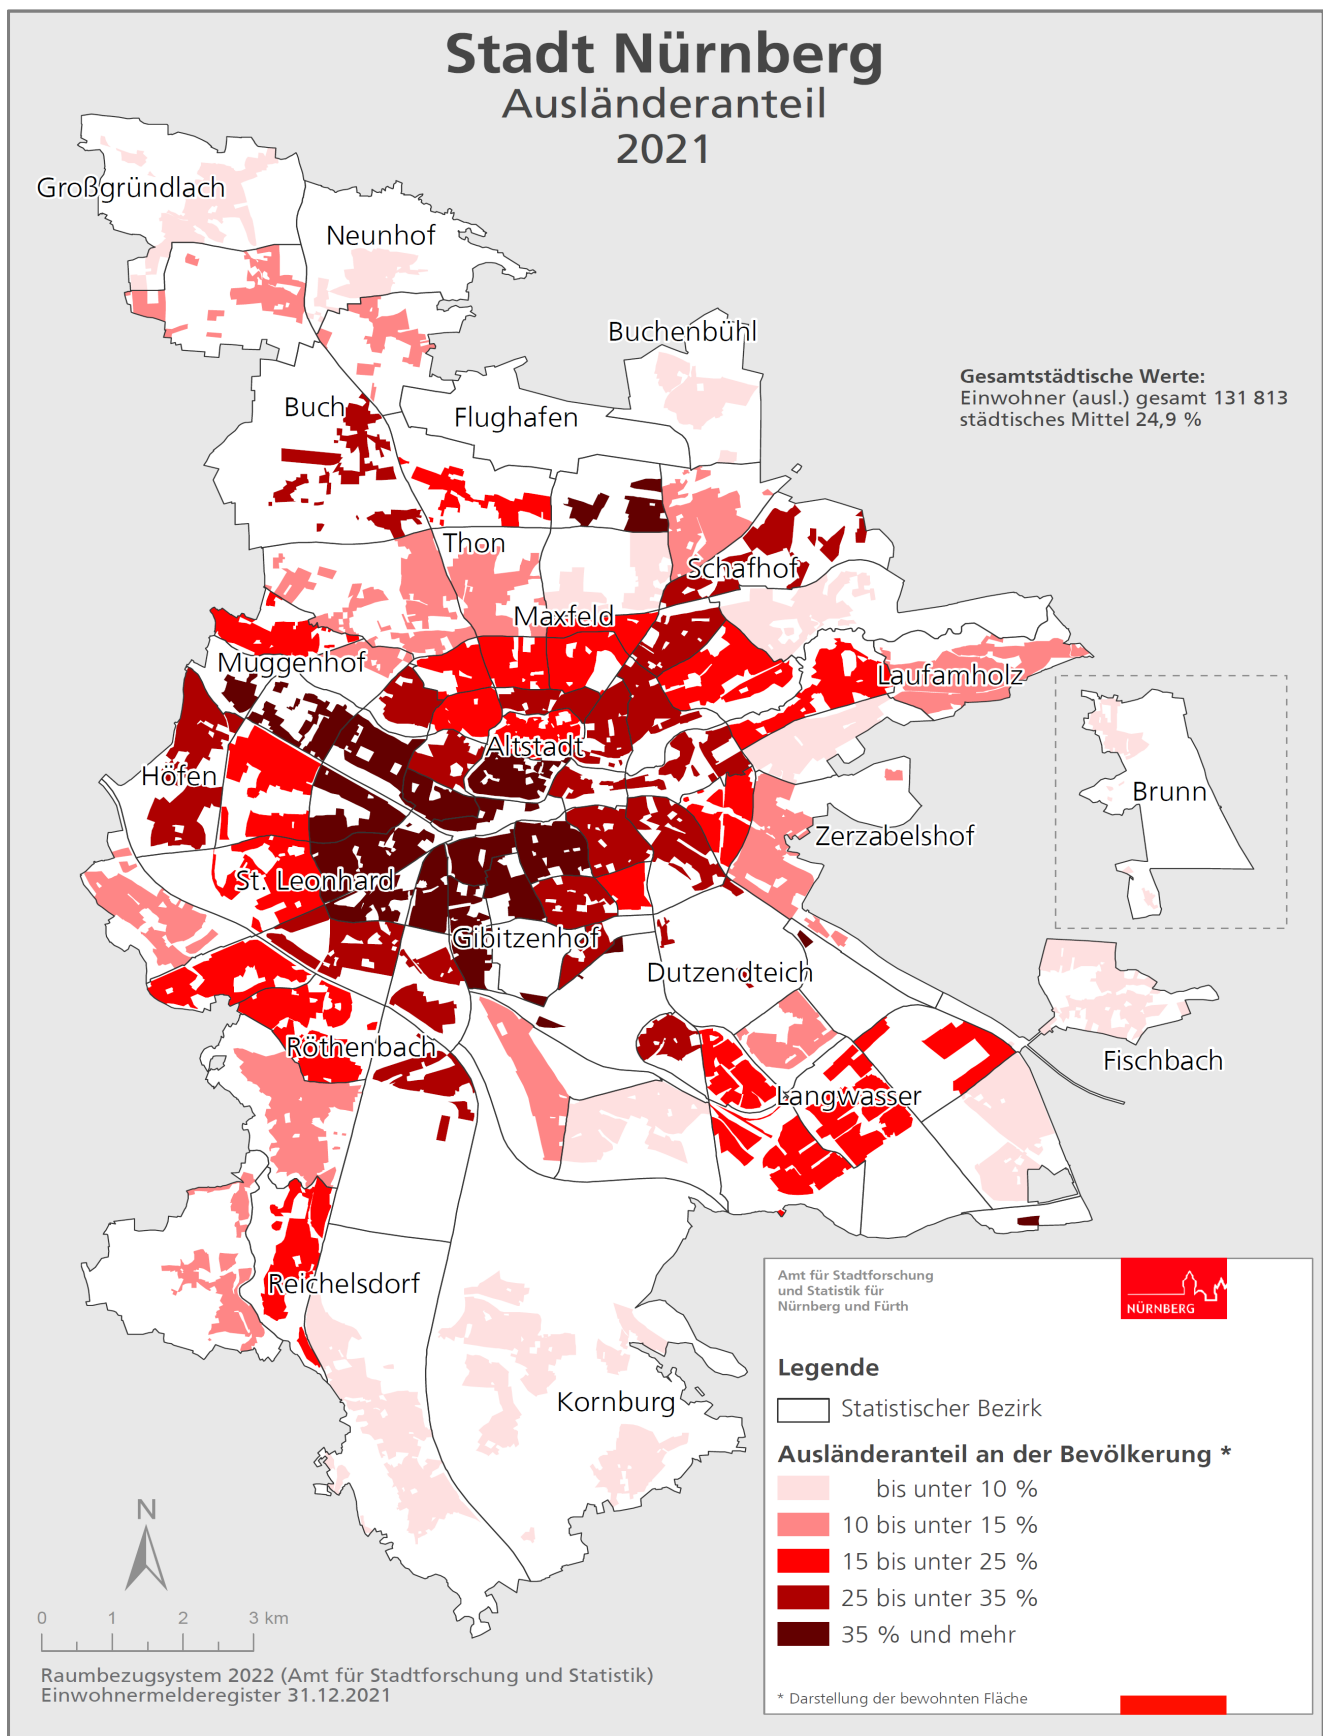 Stadt Nürnberg
Ausländeranteil
2021
Großgründlach
Neunhof
Buchenbühl
Gesamtstädtische Werte:
Einwohner (ausl.) gesamt 131 813
städtisches Mittel 24,9 %
Buch
Flughafen
Thon
Schafhof
Maxfeld
Muggenhof
Laufamholz
Altstadt
Höfen
Brunn
Zerzabelshof
St. Leonhard
Gibitzenhof
Dutzendteich
Röthenbach
Fischbach
Langwasser
Reichelsdorf
Kornburg
Amt für Stadtforschung
und Statistik für
Nürnberg und Fürth
NÜRNBERG
Legende
Statistischer Bezirk
Ausländeranteil an der Bevölkerung *
bis unter 10 %
10 bis unter 15 %
15 bis unter 25 %
25 bis unter 35 %
35 % und mehr
* Darstellung der bewohnten Fläche
N
0 1 2 3 km
Raumbezugsystem 2022 (Amt für Stadtforschung und Statistik)
Einwohnermelderegister 31.12.2021